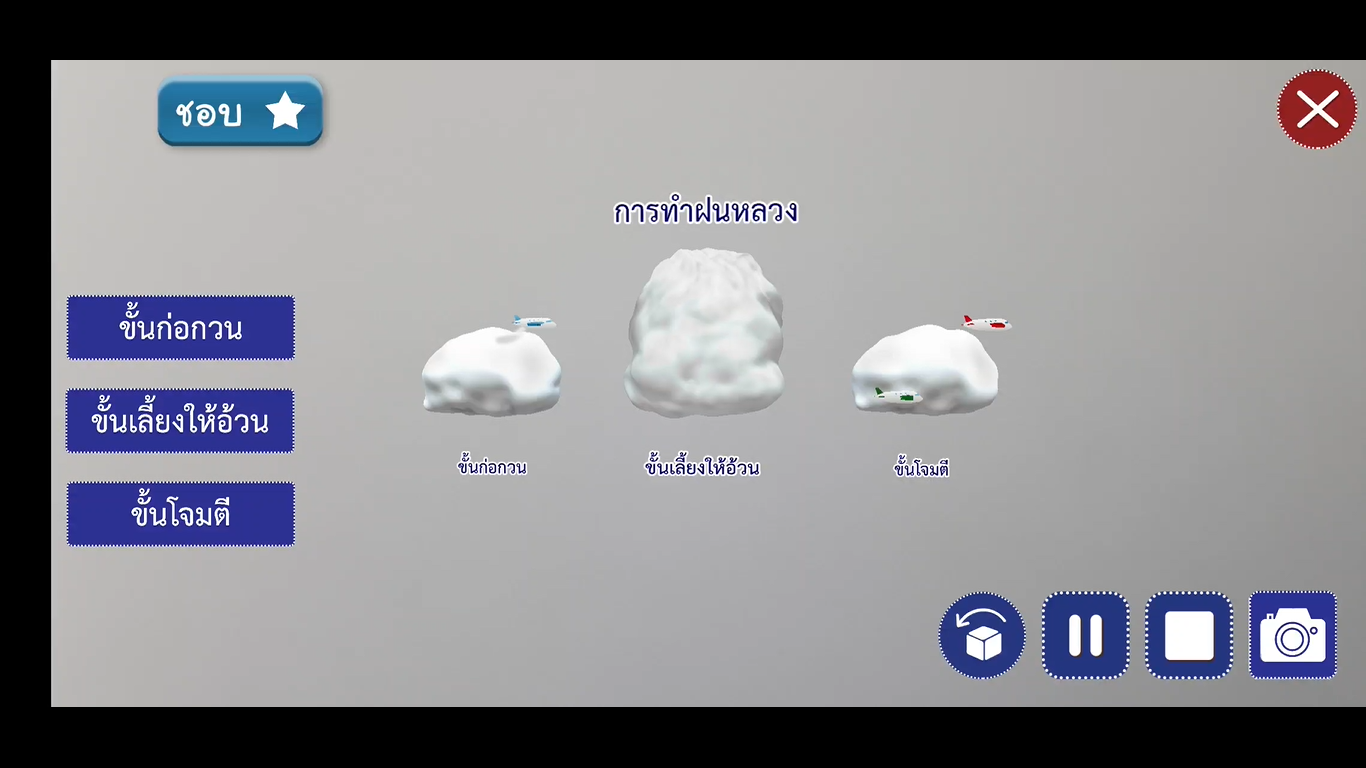 ชอบ
การทำฝนหลวง
ขั้นก่อกวน
ขั้นเลี้ยงให้อ้วน
ขั้นโจมตี
ขั้นก่อกวน
ขั้นเลี้ยงให้อ้วน
ขั้นโจมตี